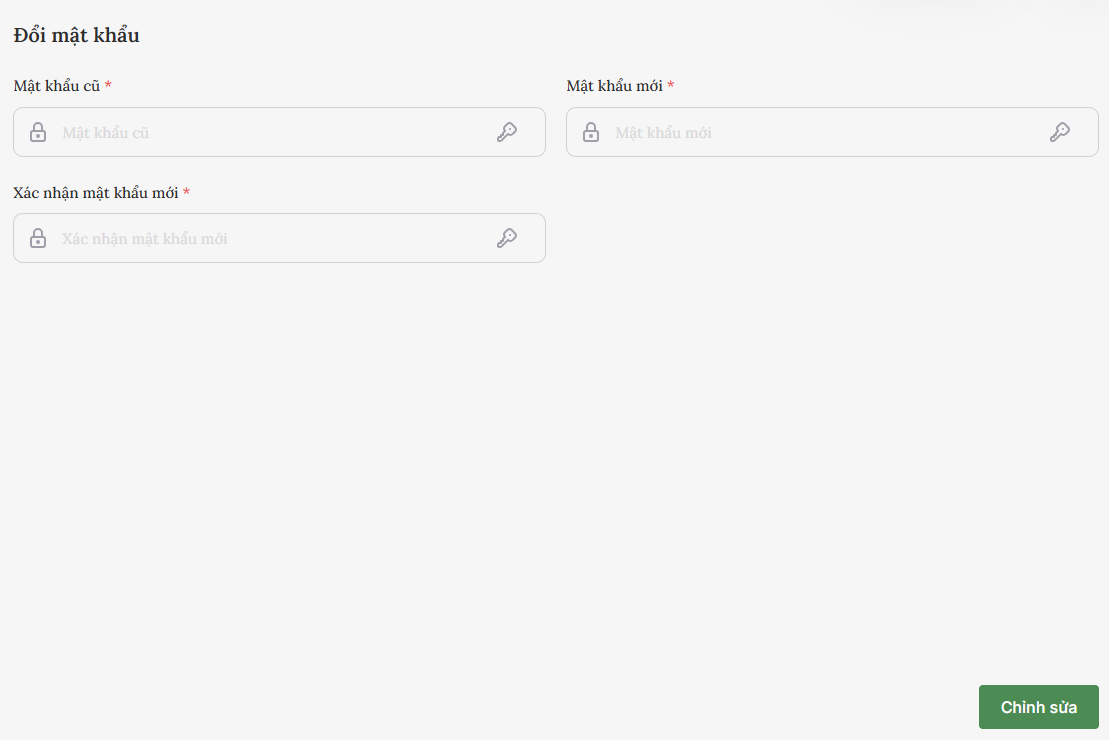 Đổi mật khẩu
Mật khẩu cũ *
Mật khẩu mới *
Mật khẩu cũ
Mật khẩu mới
Xác nhận mật khẩu mới *
Xác nhận mật khẩu mới
Chỉnh sửa